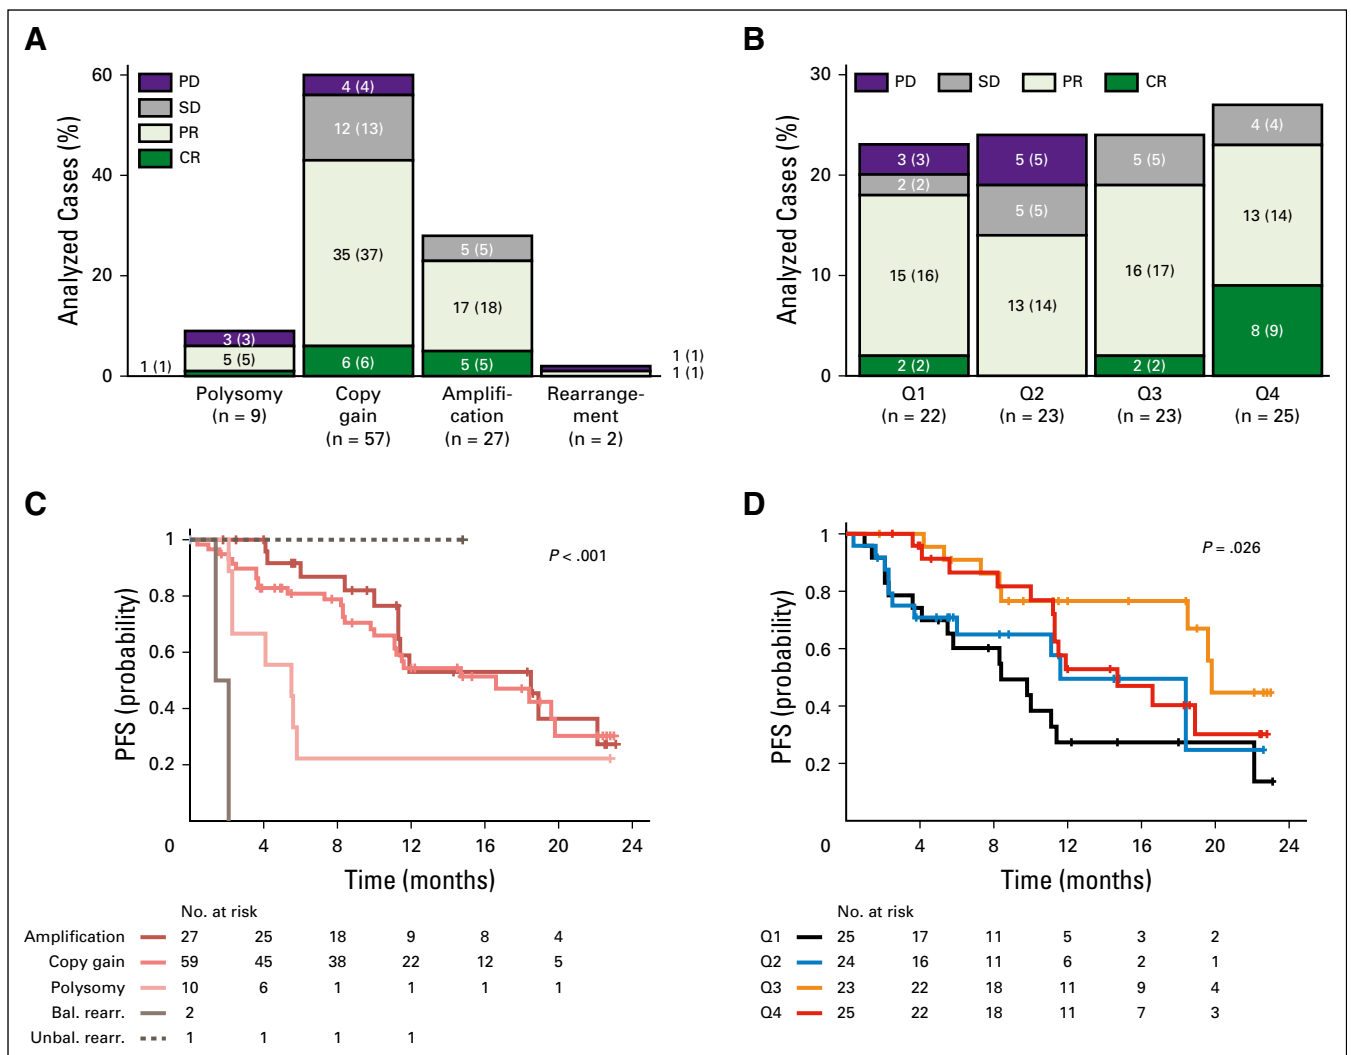 A
Analyzed Cases (%)
60
40
20
0
PD
SD
PR
CR
3 (3)
5 (5)
1 (1)
4 (4)
12 (13)
35 (37)
6 (6)
5 (5)
17 (18)
5 (5)
1 (1)
1 (1)
Polysomy
(n = 9)
Copy
gain
(n = 57)
Amplifi-
cation
(n = 27)
Rearrange-
ment
(n = 2)
B
Analyzed Cases (%)
30
20
10
0
PD SD PR CR
3 (3)
2 (2)
15 (16)
2 (2)
5 (5)
5 (5)
13 (14)
5 (5)
16 (17)
2 (2)
4 (4)
13 (14)
8 (9)
Q1
(n = 22)
Q2
(n = 23)
Q3
(n = 23)
Q4
(n = 25)
C
PFS (probability)
1
0.8
0.6
0.4
0.2
P < .001
0 4 8 12 16 20 24
Time (months)
No. at risk
Amplification 27 25 18 9 8 4
Copy gain 59 45 38 22 12 5
Polysomy 10 6 1 1 1 1
Bal. rearr. 2
Unbal. rearr. 1 1 1 1
D
PFS (probability)
1
0.8
0.6
0.4
0.2
P = .026
0 4 8 12 16 20 24
Time (months)
No. at risk
Q1 25 17 11 5 3 2
Q2 24 16 11 6 2 1
Q3 23 22 18 11 9 4
Q4 25 22 18 11 7 3